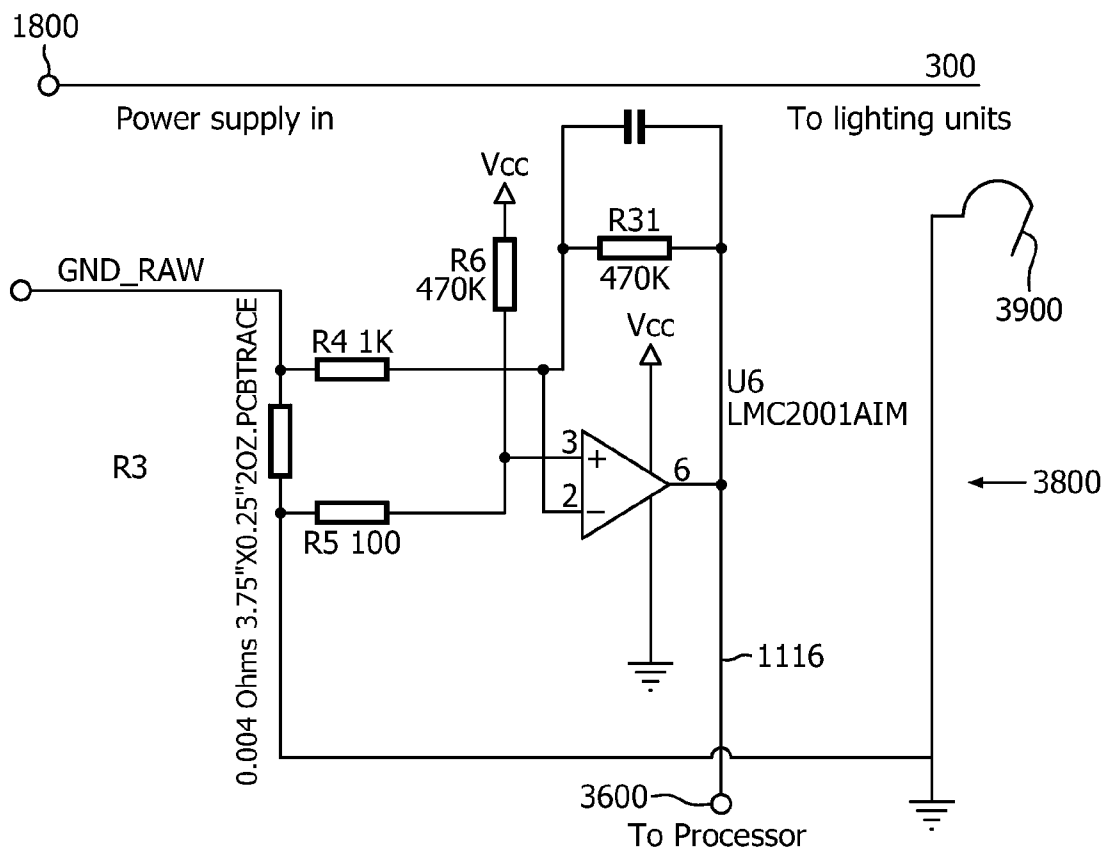 1800
300
Power supply in
To lighting units
Vcc
R31
470K
R6
470K
GND_RAW
3900
Vcc
R4 1K
U6
LMC2001AIM
3
+
6
2
−
R3
3800
R5 100
0.004 Ohms 3.75"X0.25"2OZ.PCBTRACE
1116
3600
To Processor